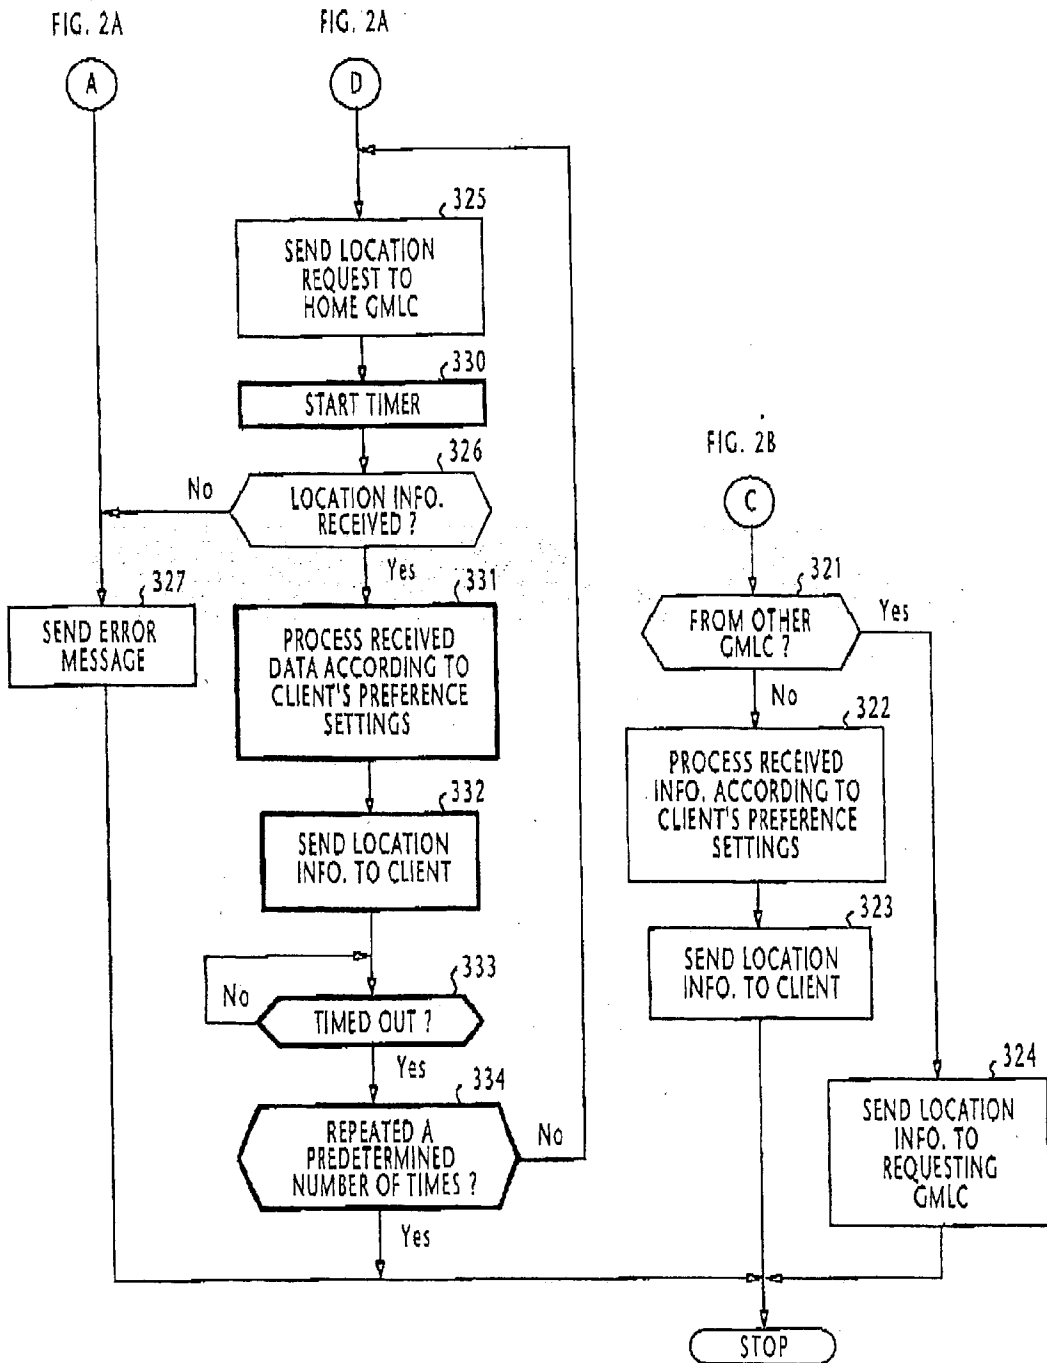 FIG. 2A
A
FIG. 2A
D
325
SEND LOCATION
REQUEST TO
HOME GMLC
330
START TIMER
326
LOCATION INFO.
RECEIVED ?
No
Yes
327
SEND ERROR
MESSAGE
331
PROCESS RECEIVED
DATA ACCORDING TO
CLIENT'S PREFERENCE
SETTINGS
332
SEND LOCATION
INFO. TO CLIENT
333
TIMED OUT ?
No
Yes
334
REPEATED A
PREDETERMINED
NUMBER OF TIMES ?
No
Yes
FIG. 2B
C
321
FROM OTHER
GMLC ?
Yes
No
322
PROCESS RECEIVED
INFO. ACCORDING TO
CLIENT'S PREFERENCE
SETTINGS
323
SEND LOCATION
INFO. TO CLIENT
324
SEND LOCATION
INFO. TO
REQUESTING
GMLC
STOP